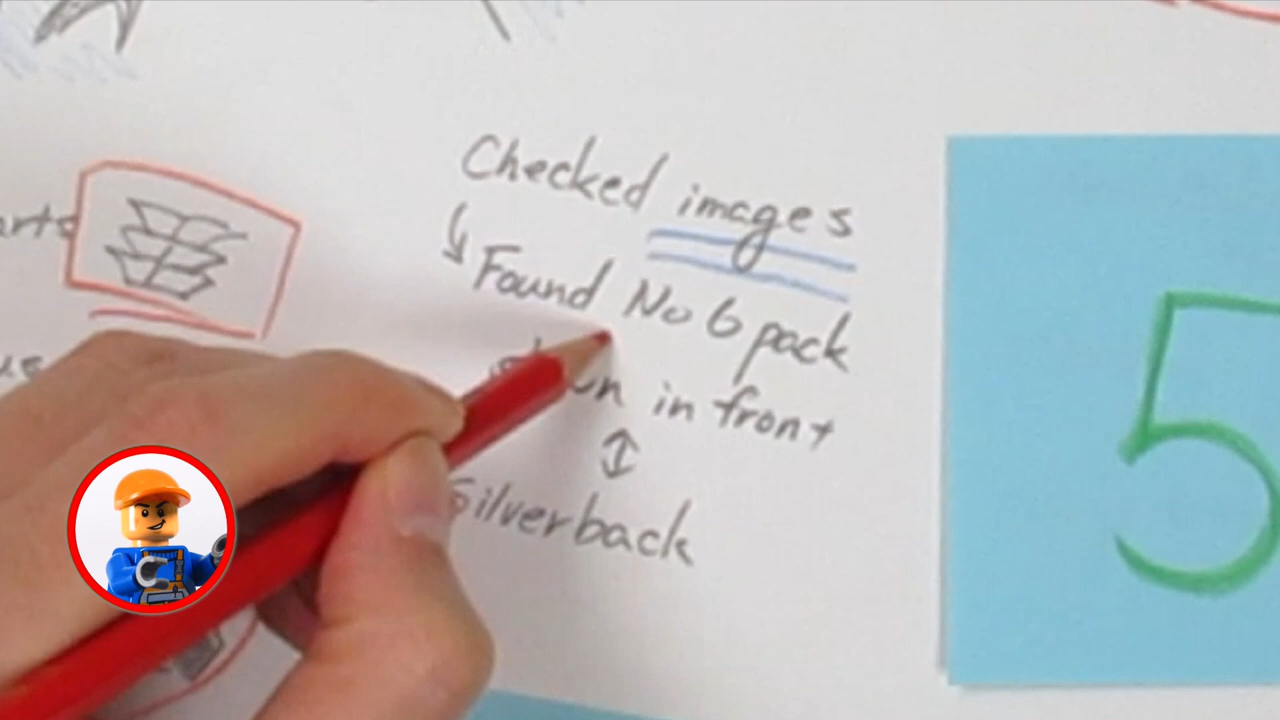 Checked images
Found No 6 pack
in front
Silverback
5